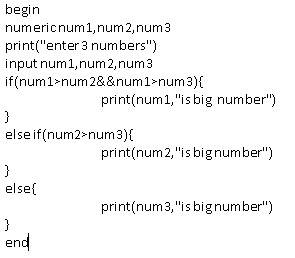 begin
numeric num1,num2,num3
print("enter 3 numbers")
input num1,num2,num3
if(num1>num2&&num1>num3){
print(num1,"is big number")
}
else if(num2>num3){
print(num2,"is big number")
}
else{
print(num3,"is big number")
}
end